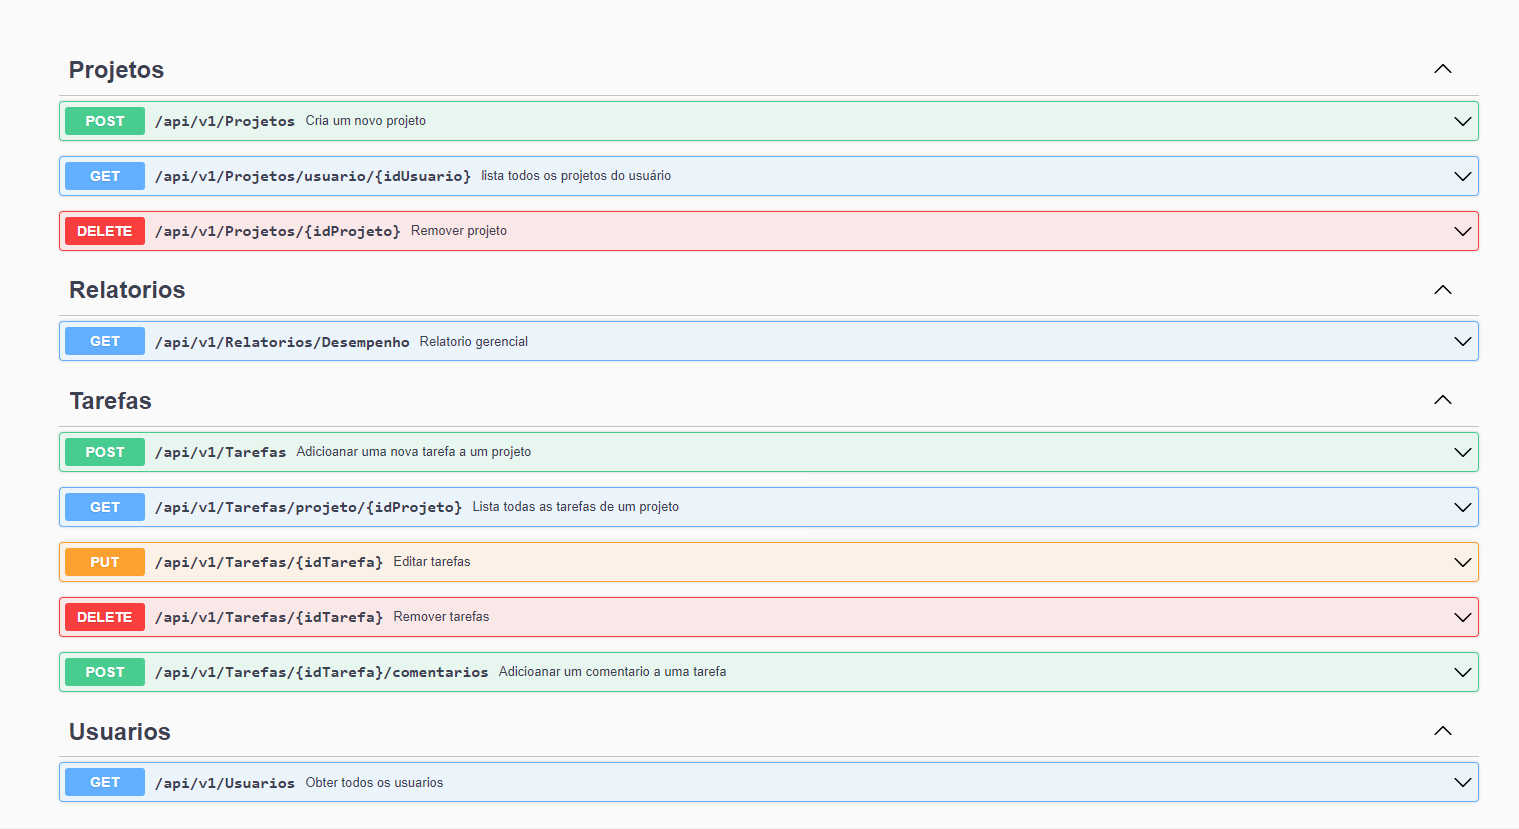 Projetos
POST /api/v1/Projetos Cria um novo projeto
GET /api/v1/Projetos/usuario/{idUsuario} lista todos os projetos do usuário
DELETE /api/v1/Projetos/{idProjeto} Remover projeto
Relatorios
GET /api/v1/Relatorios/Desempenho Relatorio gerencial
Tarefas
POST /api/v1/Tarefas Adicioanar uma nova tarefa a um projeto
GET /api/v1/Tarefas/projeto/{idProjeto} Lista todas as tarefas de um projeto
PUT /api/v1/Tarefas/{idTarefa} Editar tarefas
DELETE /api/v1/Tarefas/{idTarefa} Remover tarefas
POST /api/v1/Tarefas/{idTarefa}/comentarios Adicioanar um comentario a uma tarefa
Usuarios
GET /api/v1/Usuarios Obter todos os usuarios